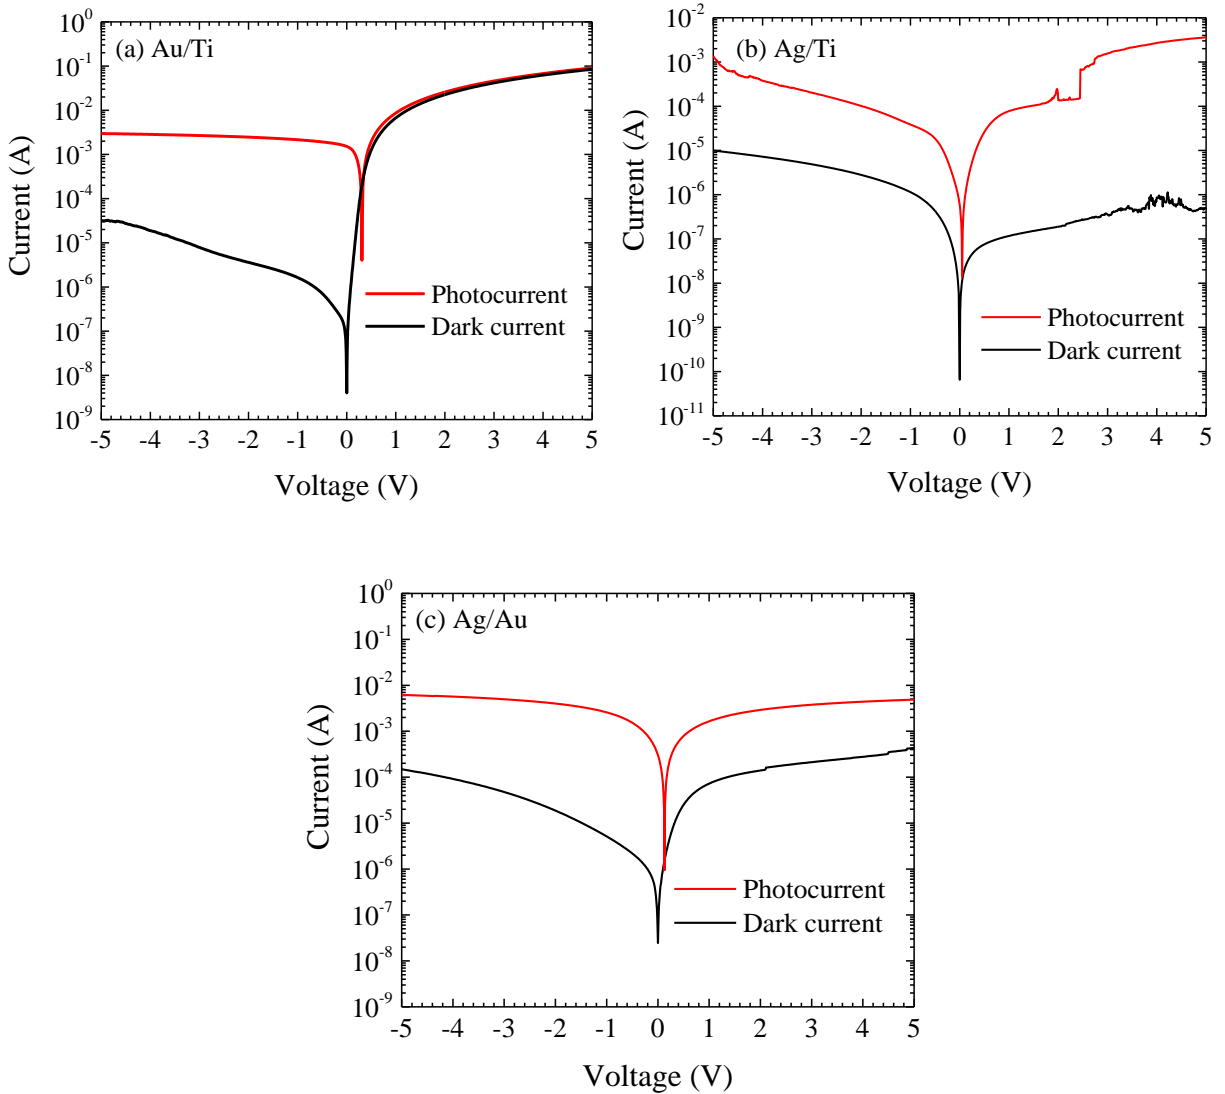 (a) Au/Ti
10^0
10^-1
10^-2
10^-3
10^-4
10^-5
10^-6
10^-7
10^-8
10^-9
Current (A)
Photocurrent
Dark current
-5 -4 -3 -2 -1 0 1 2 3 4 5
Voltage (V)
(b) Ag/Ti
10^-2
10^-3
10^-4
10^-5
10^-6
10^-7
10^-8
10^-9
10^-10
10^-11
Current (A)
Photocurrent
Dark current
-5 -4 -3 -2 -1 0 1 2 3 4 5
Voltage (V)
(c) Ag/Au
10^0
10^-1
10^-2
10^-3
10^-4
10^-5
10^-6
10^-7
10^-8
10^-9
Current (A)
Photocurrent
Dark current
-5 -4 -3 -2 -1 0 1 2 3 4 5
Voltage (V)